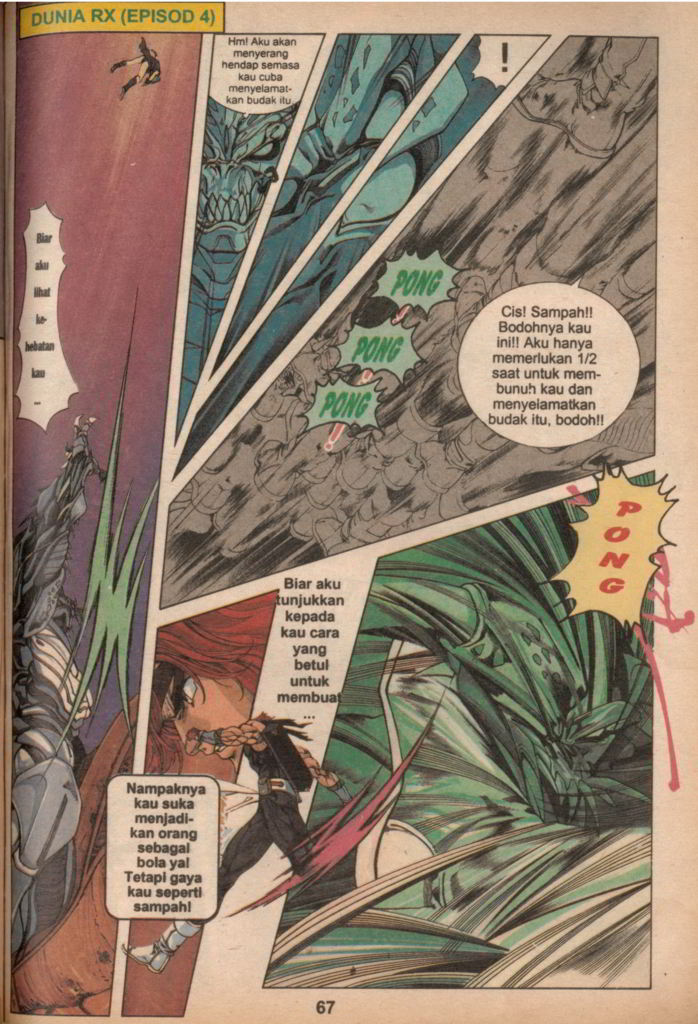 DUNIA RX (EPISOD 4)
Hm! Aku akan
menyerang
hendap semasa
kau cuba
menyelamat-
kan budak itu
!
Biar
aku
lihat
ke-
hebatan
kau
...
PONG
PONG
PONG
Cis! Sampah!!
Bodohnya kau
ini!! Aku hanya
memerlukan 1/2
saat untuk mem-
bunuh kau dan
menyelamatkan
budak itu, bodoh!!
PONG
Biar aku
tunjukkan
kepada
kau cara
yang
betul
untuk
membuat
...
Nampaknya
kau suka
menjadi-
kan orang
sebagai
bola ya!
Tetapi gaya
kau seperti
sampah!
67